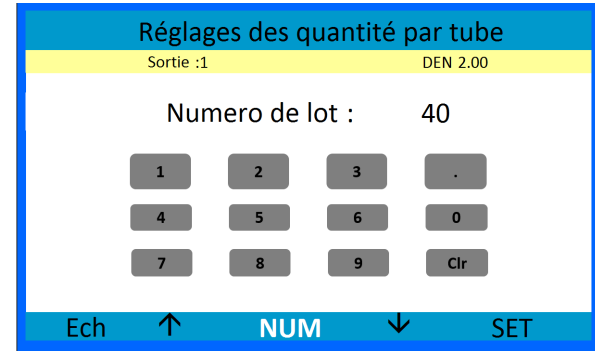 Réglages des quantité par tube
Sortie :1 DEN 2.00
Numero de lot : 40
1 2 3 .
4 5 6 0
7 8 9 Clr
Ech ↑ NUM ↓ SET